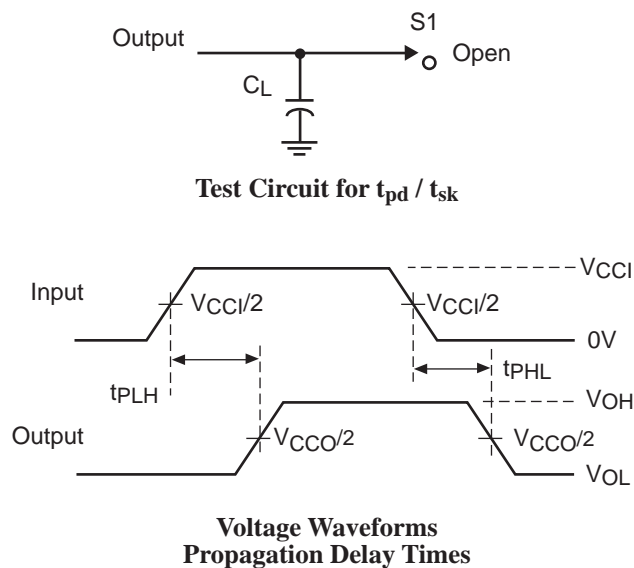 S1
Output
Open
CL
Test Circuit for tpd / tsk
VCCI
Input
VCCI/2
VCCI/2
0V
tPLH
tPHL
VOH
Output
VCCO/2
VCCO/2
VOL
Voltage Waveforms
Propagation Delay Times